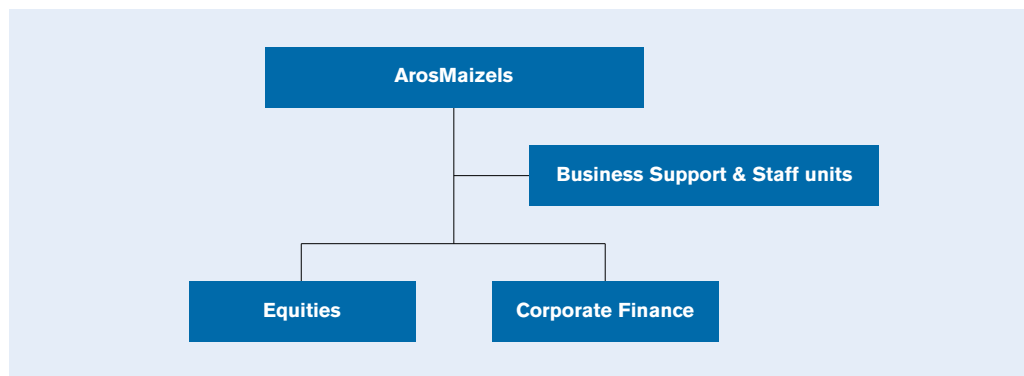 ArosMaizels
Business Support & Staff units
Equities
Corporate Finance